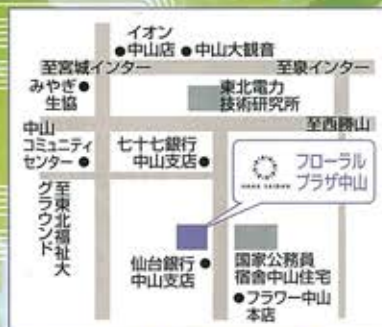 イオン
中山店
中山大観音
至宮城インター
至泉インター
みやぎ
生協
東北電力
技術研究所
至西勝山
中山
コミュニティ
センター
七十七銀行
中山支店
フローラル
プラザ中山
至東北福祉大
グラウンド
仙台銀行
中山支店
国家公務員
宿舎中山住宅
フラワー中山
本店